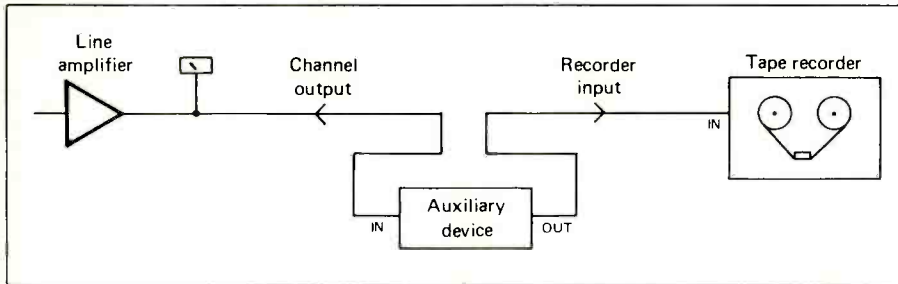 Line
amplifier
Channel
output
Recorder
input
Tape recorder
IN
IN
Auxiliary
device
OUT